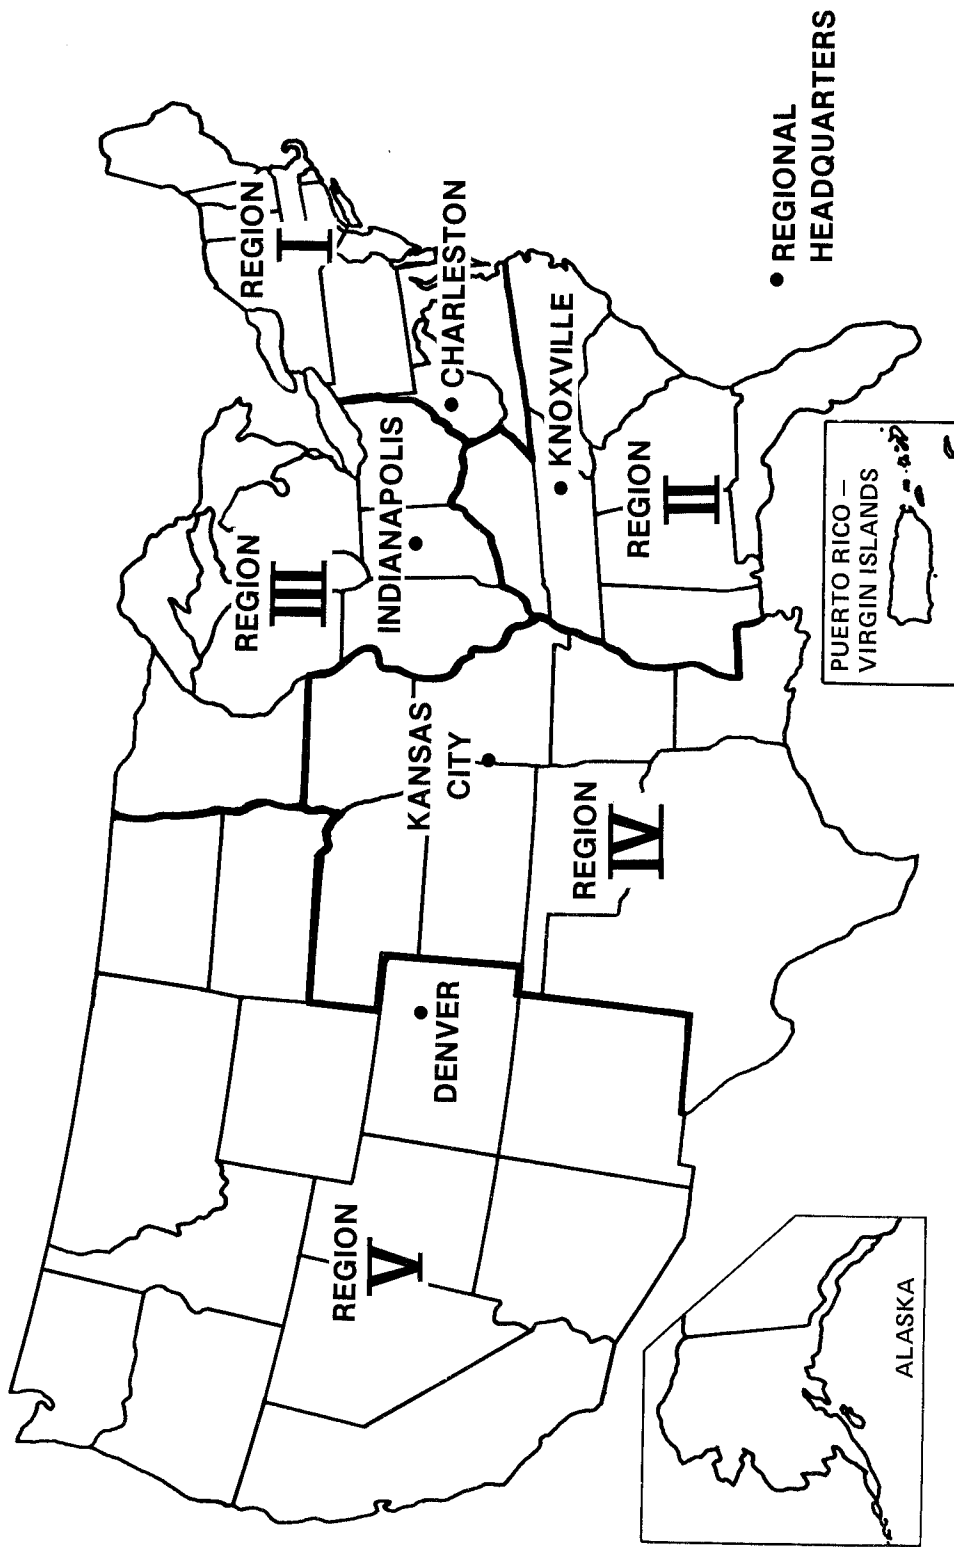 REGION
I
CHARLESTON
REGION
III
INDIANAPOLIS
KNOXVILLE
REGION
II
KANSAS
CITY
REGION
IV
DENVER
REGION
V
• REGIONAL
HEADQUARTERS
PUERTO RICO –
VIRGIN ISLANDS
ALASKA